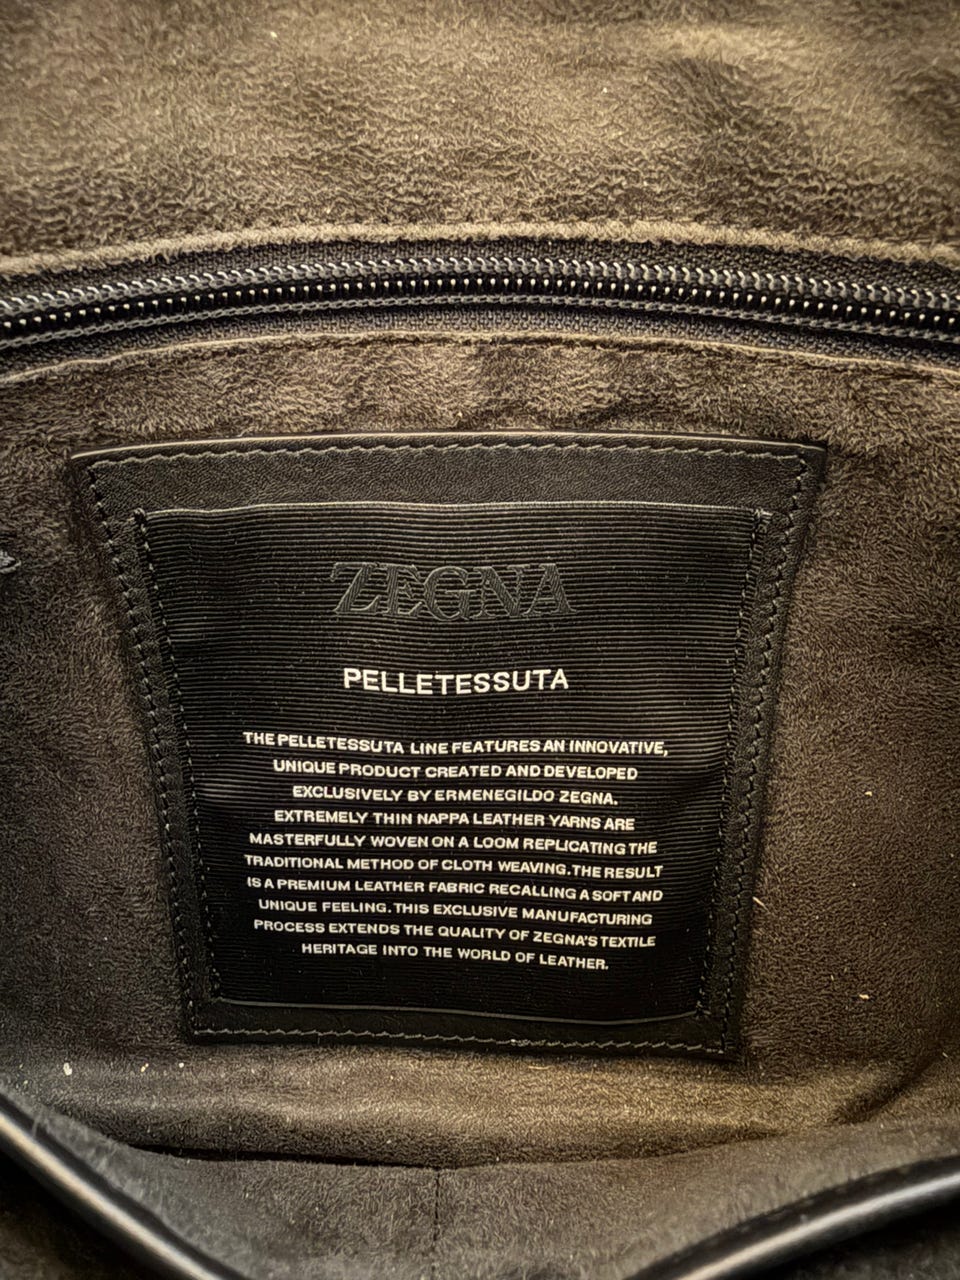 ZEGNA
PELLETESSUTA
THE PELLETESSUTA LINE FEATURES AN INNOVATIVE,
UNIQUE PRODUCT CREATED AND DEVELOPED
EXCLUSIVELY BY ERMENEGILDO ZEGNA.
EXTREMELY THIN NAPPA LEATHER YARNS ARE
MASTERFULLY WOVEN ON A LOOM REPLICATING THE
TRADITIONAL METHOD OF CLOTH WEAVING.THE RESULT
IS A PREMIUM LEATHER FABRIC RECALLING A SOFT AND
UNIQUE FEELING.THIS EXCLUSIVE MANUFACTURING
PROCESS EXTENDS THE QUALITY OF ZEGNA'S TEXTILE
HERITAGE INTO THE WORLD OF LEATHER.